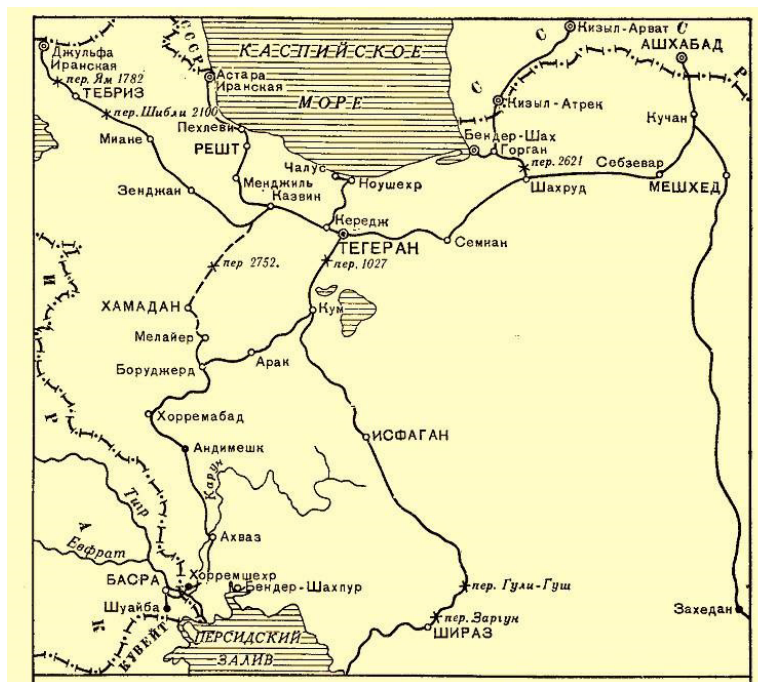 Кизыл-Арват
С
С
С
С
Р
АШХАБАД
КАСПИЙСКОЕ
МОРЕ
СССР
Джульфа
Иранская
пер. Ям 1782
ТЕБРИЗ
Астара
Иранская
Кизыл-Атрек
пер. Шибли 2100
Пехлеви
Миане
РЕШТ
Кучан
Бендер-Шах
Горган
пер. 2621
Себзевар
Чалус
Ноушехр
Менджиль
Казвин
Зенджан
Шахруд
МЕШХЕД
Кередж
ТЕГЕРАН
Семнан
пер 2752.
пер. 1027
И
Р
А
К
ХАМАДАН
Кум
Мелайер
Боруджерд
Арак
Хорремабад
ИСФАГАН
Андимешк
Карун
Тигр
Евфрат
Ахваз
БАСРА
Хорремшехр
Бендер-Шахпур
пер. Гули-Гуш
Шуайба
пер. Заргун
Захедан
КУВЕЙТ
ПЕРСИДСКИЙ
ЗАЛИВ
ШИРАЗ